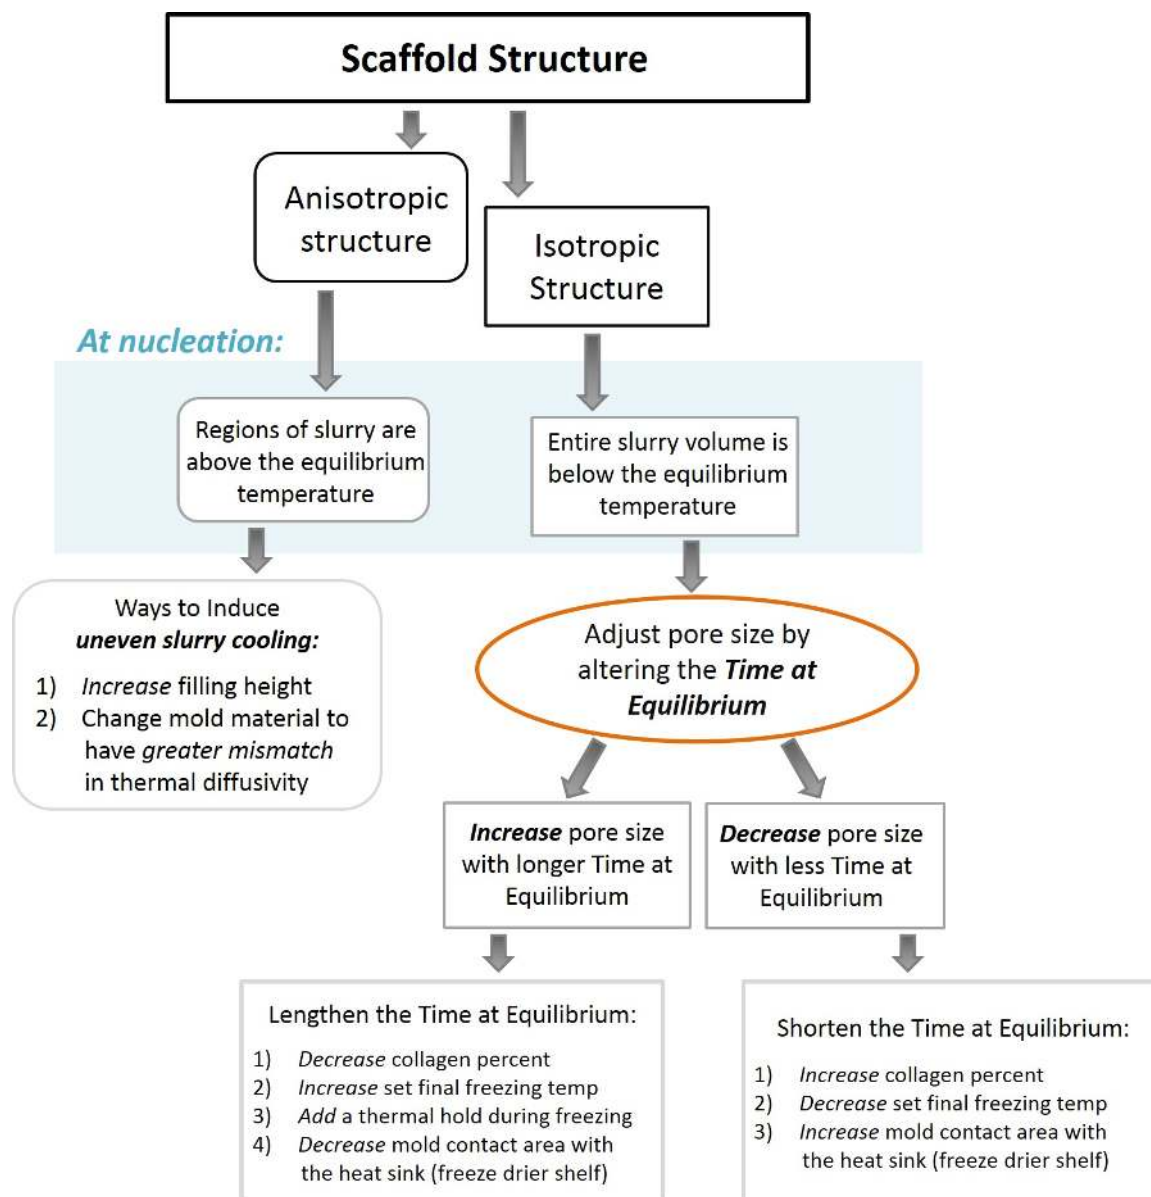 Scaffold Structure
Anisotropic
structure
Isotropic
Structure
At nucleation:
Regions of slurry are
above the equilibrium
temperature
Entire slurry volume is
below the equilibrium
temperature
Ways to Induce
uneven slurry cooling:
1) Increase filling height
2) Change mold material to
have greater mismatch
in thermal diffusivity
Adjust pore size by
altering the Time at
Equilibrium
Increase pore size
with longer Time at
Equilibrium
Decrease pore size
with less Time at
Equilibrium
Lengthen the Time at Equilibrium:
1) Decrease collagen percent
2) Increase set final freezing temp
3) Add a thermal hold during freezing
4) Decrease mold contact area with
the heat sink (freeze drier shelf)
Shorten the Time at Equilibrium:
1) Increase collagen percent
2) Decrease set final freezing temp
3) Increase mold contact area with
the heat sink (freeze drier shelf)